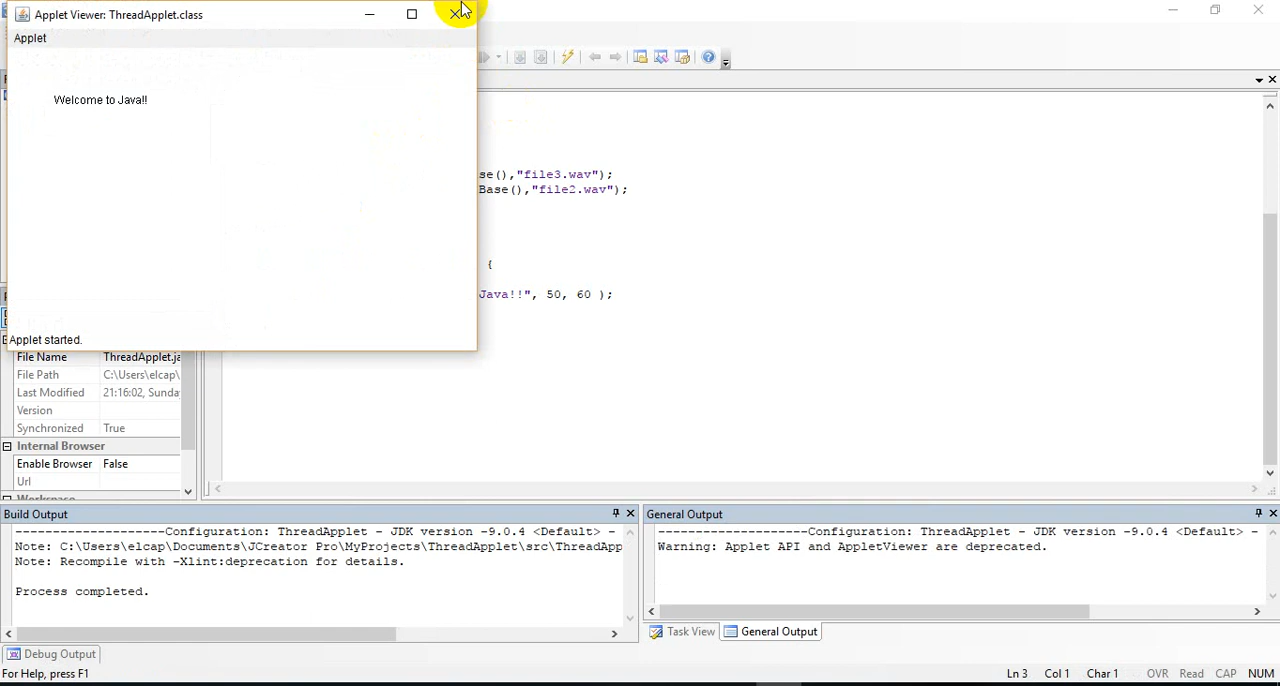 Applet Viewer: ThreadApplet.class
Applet
Welcome to Java!!
Applet started.
se(),"file3.wav");
Base(),"file2.wav");
{
Java!!", 50, 60 );
File Name ThreadApplet.ja
File Path C:\Users\elcap\
Last Modified 21:16:02, Sunda
Version
Synchronized True
Internal Browser
Enable Browser False
Url
Workspace
Build Output
--------------------Configuration: ThreadApplet - JDK version -9.0.4 <Default> -
Note: C:\Users\elcap\Documents\JCreator Pro\MyProjects\ThreadApplet\src\ThreadApp
Note: Recompile with -Xlint:deprecation for details.
Process completed.
General Output
--------------------Configuration: ThreadApplet - JDK version -9.0.4 <Default> -
Warning: Applet API and AppletViewer are deprecated.
Task View General Output
Debug Output
For Help, press F1
Ln 3 Col 1 Char 1 OVR Read CAP NUM